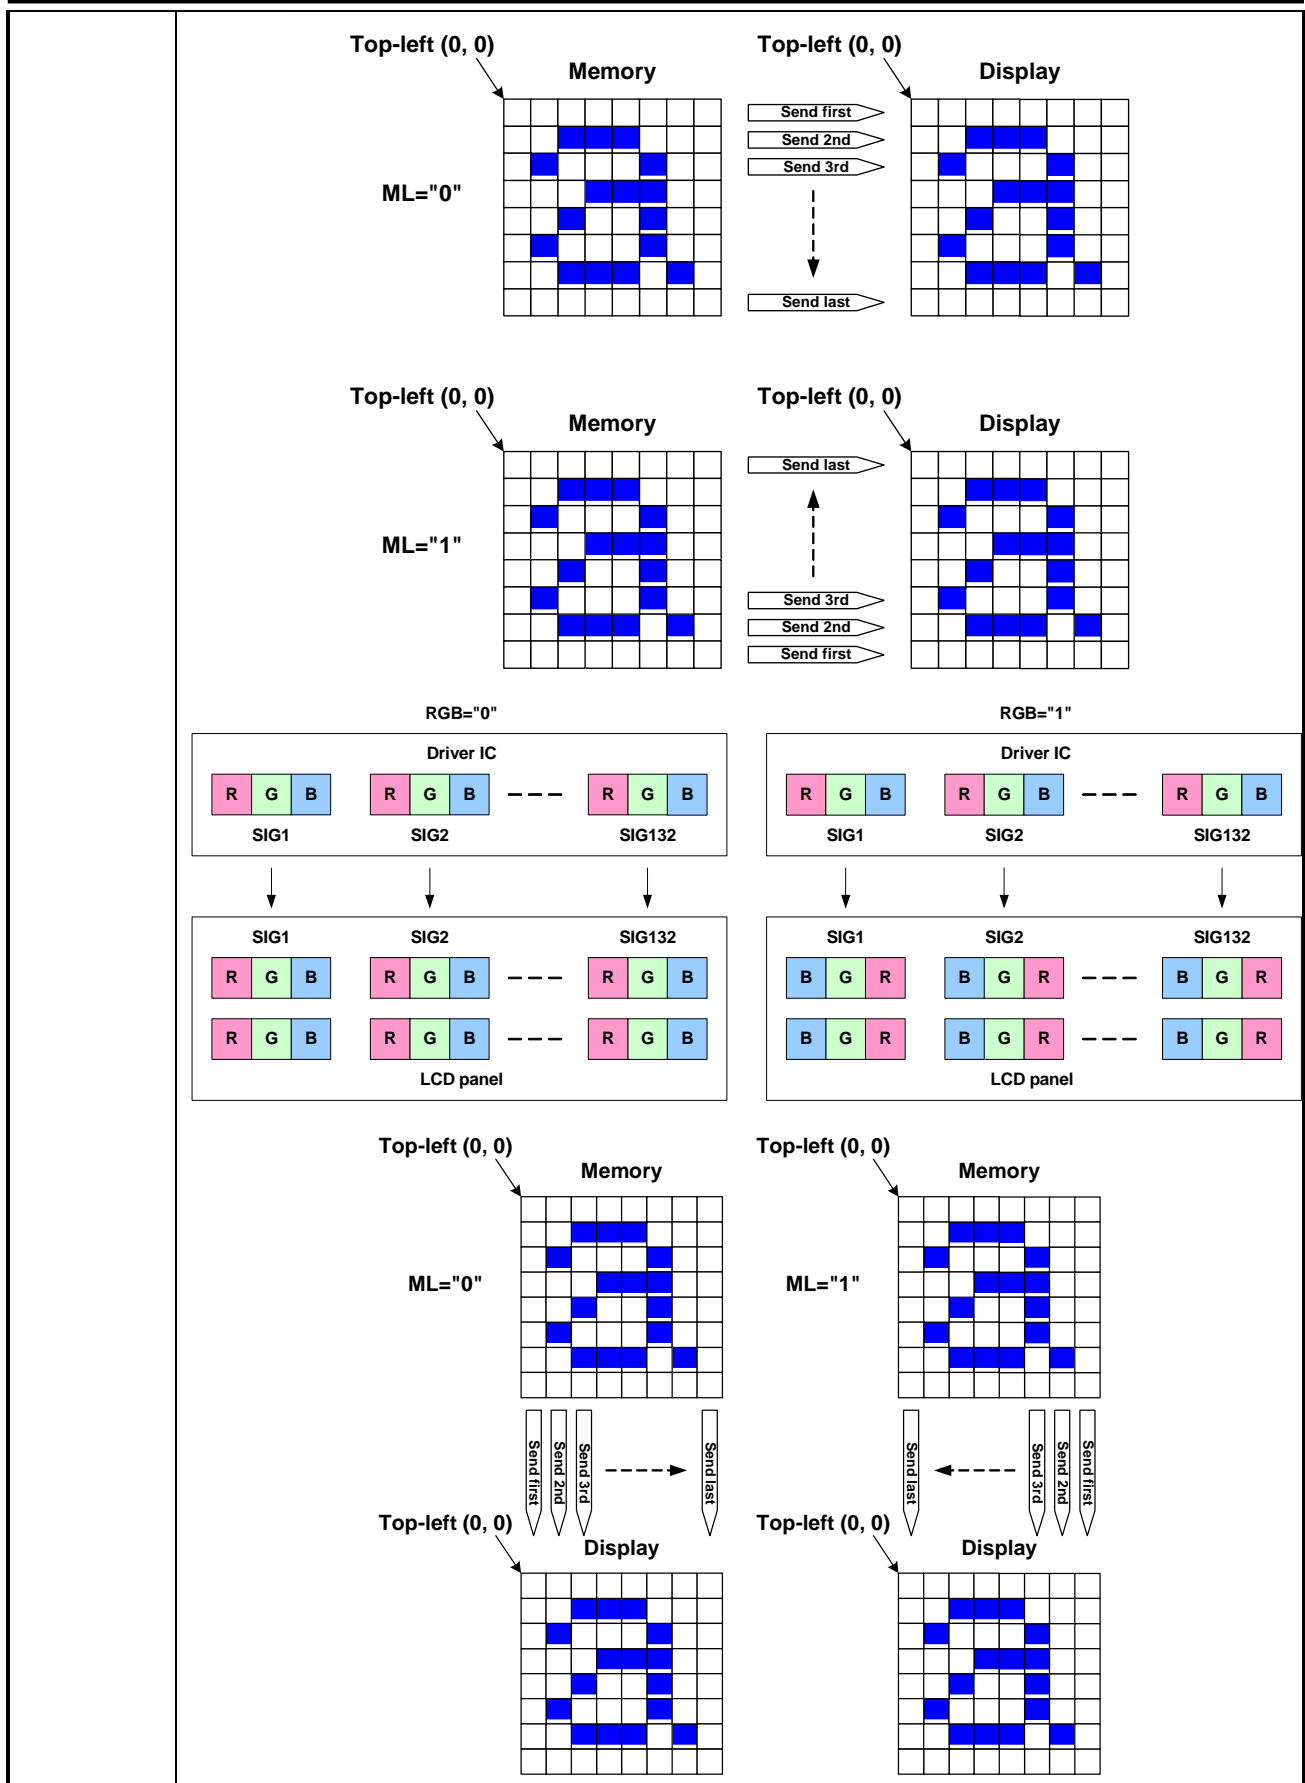 Top-left (0, 0) Top-left (0, 0)
Memory Display
Send first
Send 2nd
Send 3rd
ML="0"
Send last
Top-left (0, 0) Top-left (0, 0)
Memory Display
Send last
ML="1"
Send 3rd
Send 2nd
Send first
RGB="0" RGB="1"
Driver IC Driver IC
R G B R G B R G B R G B R G B R G B
SIG1 SIG2 SIG132 SIG1 SIG2 SIG132
SIG1 SIG2 SIG132 SIG1 SIG2 SIG132
R G B R G B R G B B G R B G R B G R
R G B R G B R G B B G R B G R B G R
LCD panel LCD panel
Top-left (0, 0) Top-left (0, 0)
Memory Memory
ML="0" ML="1"
Send first Send 2nd Send 3rd Send last Send last Send 3rd Send 2nd Send first
Top-left (0, 0) Top-left (0, 0)
Display Display